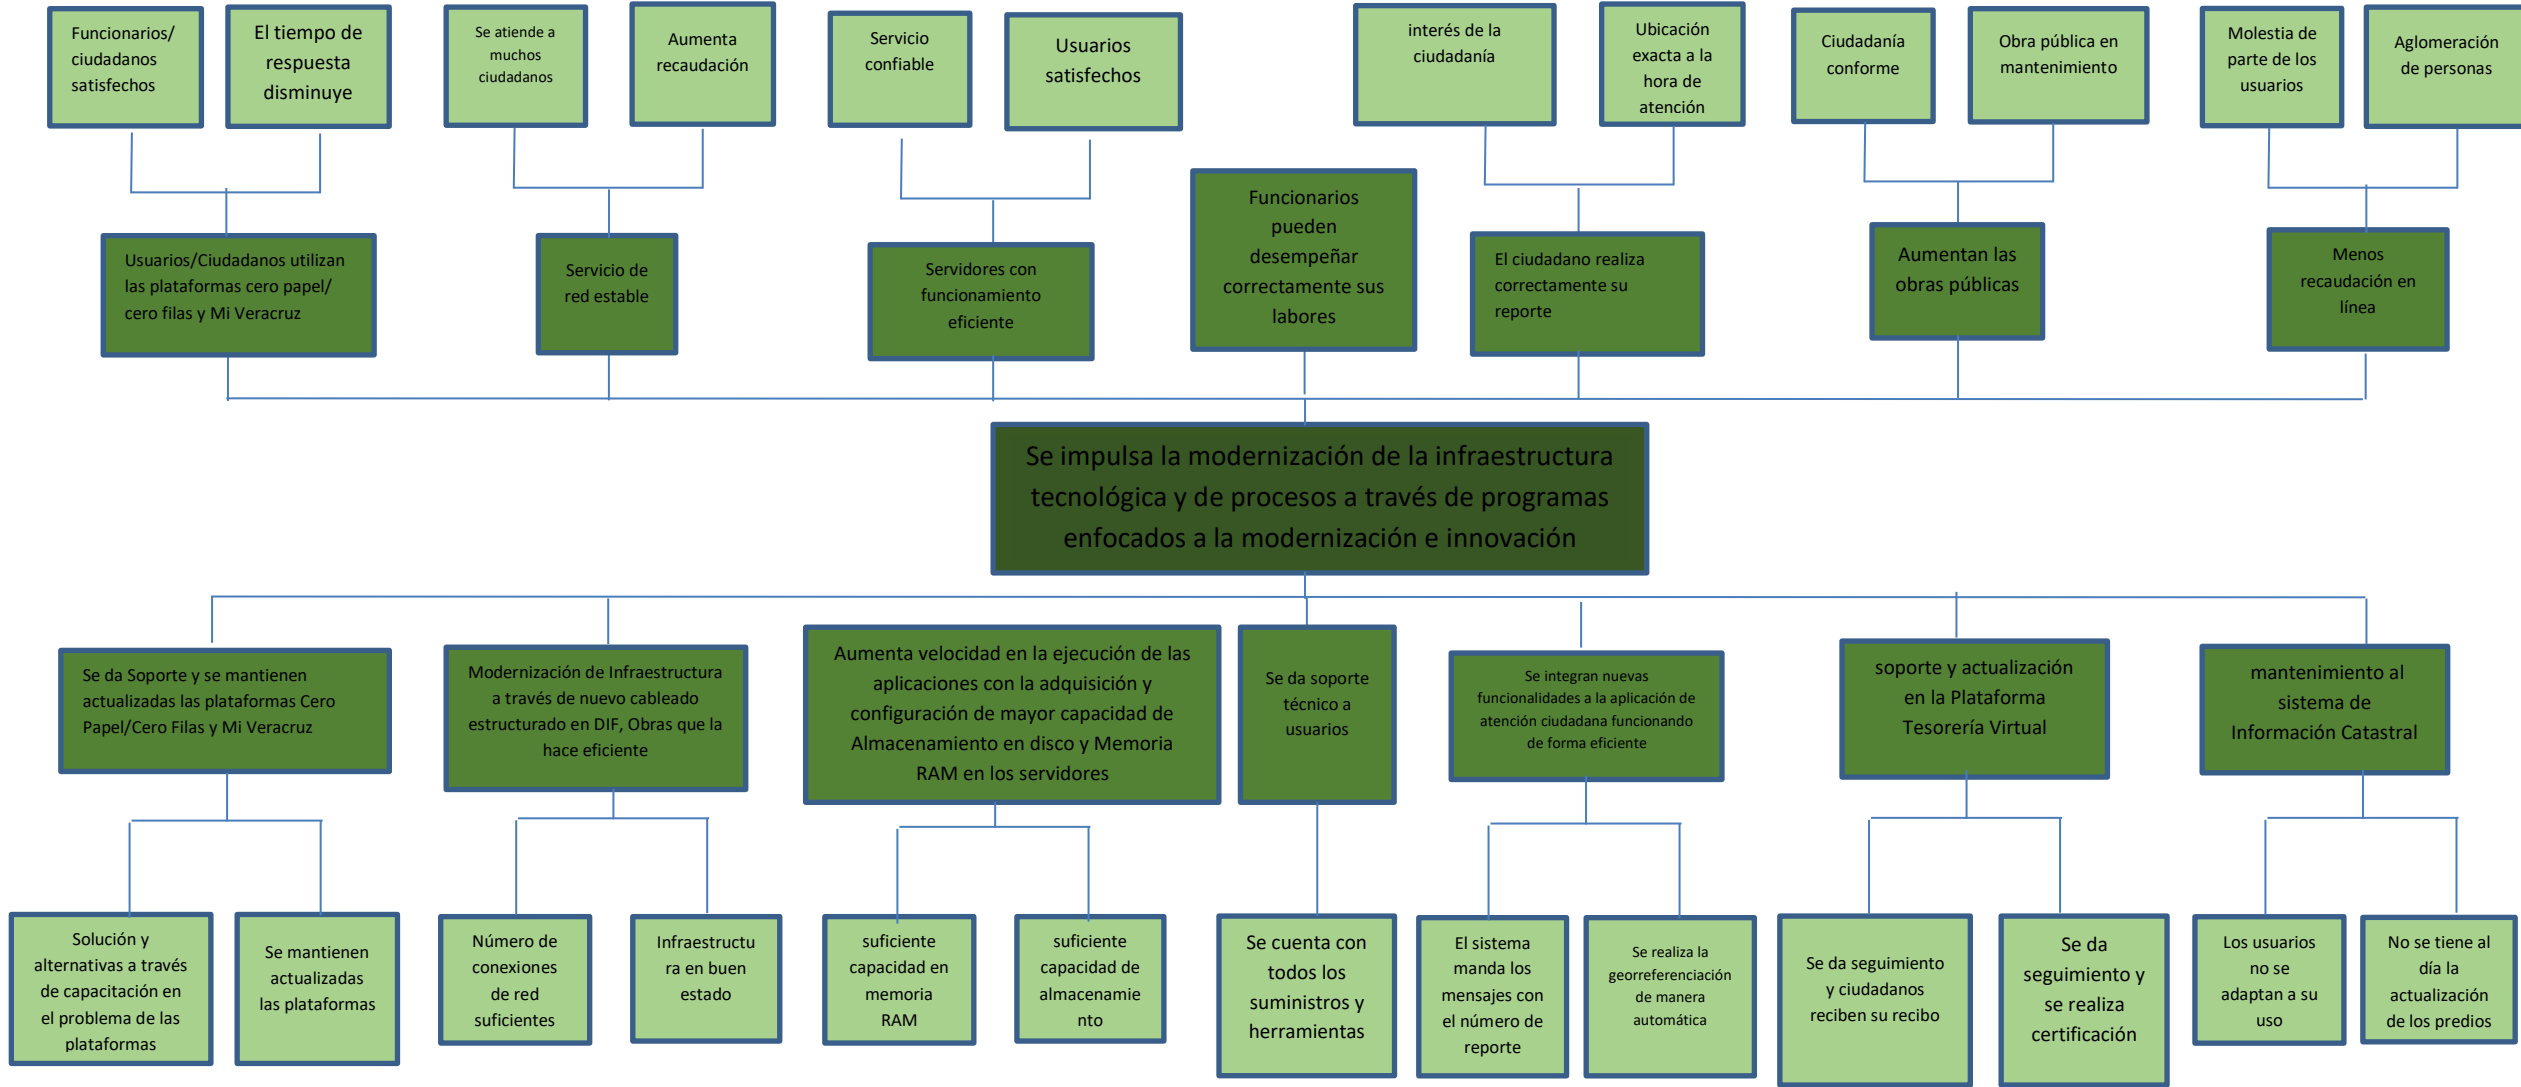 Funcionarios/
ciudadanos
satisfechos
El tiempo de
respuesta
disminuye
Se atiende a
muchos
ciudadanos
Aumenta
recaudación
Servicio
confiable
Usuarios
satisfechos
interés de la
ciudadanía
Ubicación
exacta a la
hora de
atención
Ciudadanía
conforme
Obra pública en
mantenimiento
Molestia de
parte de los
usuarios
Aglomeración
de personas
Usuarios/Ciudadanos utilizan
las plataformas cero papel/
cero filas y Mi Veracruz
Servicio de
red estable
Servidores con
funcionamiento
eficiente
Funcionarios
pueden
desempeñar
correctamente sus
labores
El ciudadano realiza
correctamente su
reporte
Aumentan las
obras públicas
Menos
recaudación en
línea
Se impulsa la modernización de la infraestructura
tecnológica y de procesos a través de programas
enfocados a la modernización e innovación
Se da Soporte y se mantienen
actualizadas las plataformas Cero
Papel/Cero Filas y Mi Veracruz
Modernización de Infraestructura
a través de nuevo cableado
estructurado en DIF, Obras que la
hace eficiente
Aumenta velocidad en la ejecución de las
aplicaciones con la adquisición y
configuración de mayor capacidad de
Almacenamiento en disco y Memoria
RAM en los servidores
Se da soporte
técnico a
usuarios
Se integran nuevas
funcionalidades a la aplicación de
atención ciudadana funcionando
de forma eficiente
soporte y actualización
en la Plataforma
Tesorería Virtual
mantenimiento al
sistema de
Información Catastral
Solución y
alternativas a través
de capacitación en
el problema de las
plataformas
Se mantienen
actualizadas
las plataformas
Número de
conexiones
de red
suficientes
Infraestructu
ra en buen
estado
suficiente
capacidad en
memoria
RAM
suficiente
capacidad de
almacenamie
nto
Se cuenta con
todos los
suministros y
herramientas
El sistema
manda los
mensajes con
el número de
reporte
Se realiza la
georreferenciación
de manera
automática
Se da seguimiento
y ciudadanos
reciben su recibo
Se da
seguimiento y
se realiza
certificación
Los usuarios
no se
adaptan a su
uso
No se tiene al
día la
actualización
de los predios